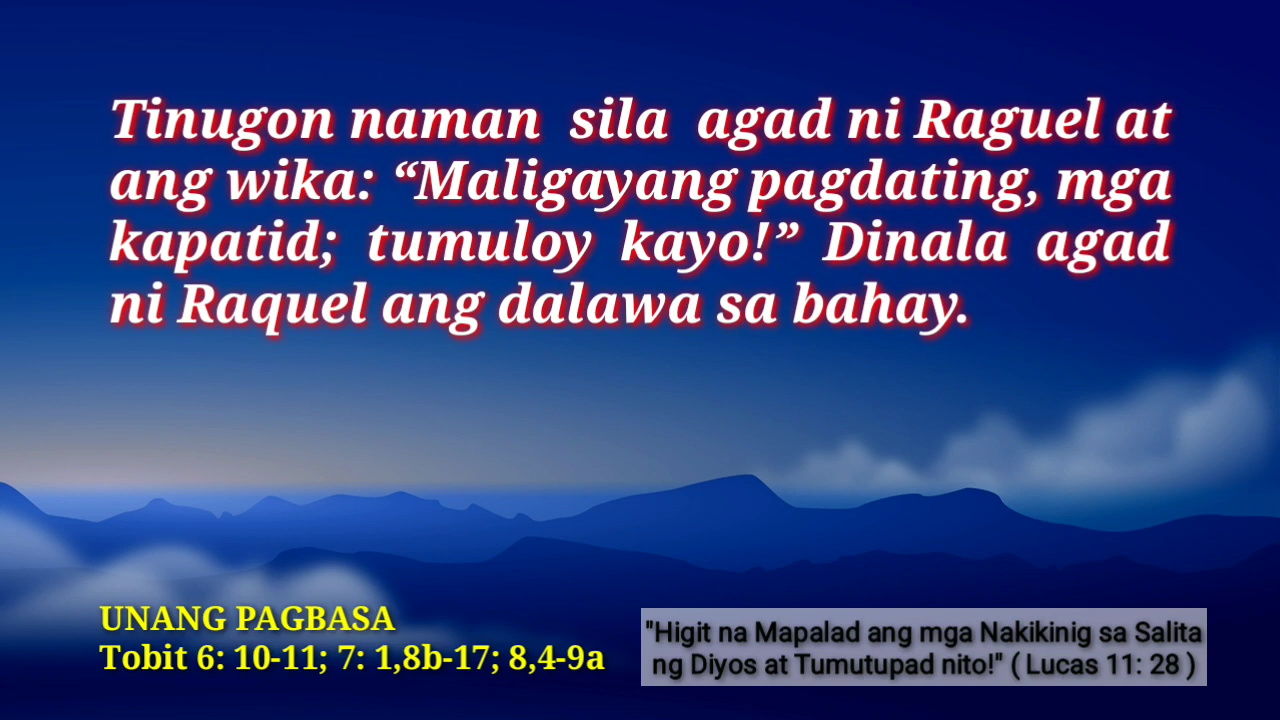 Tinugon naman sila agad ni Raguel at
ang wika: “Maligayang pagdating, mga
kapatid; tumuloy kayo!” Dinala agad
ni Raquel ang dalawa sa bahay.
UNANG PAGBASA
Tobit 6: 10-11; 7: 1,8b-17; 8,4-9a
"Higit na Mapalad ang mga Nakikinig sa Salita
ng Diyos at Tumutupad nito!" ( Lucas 11: 28 )